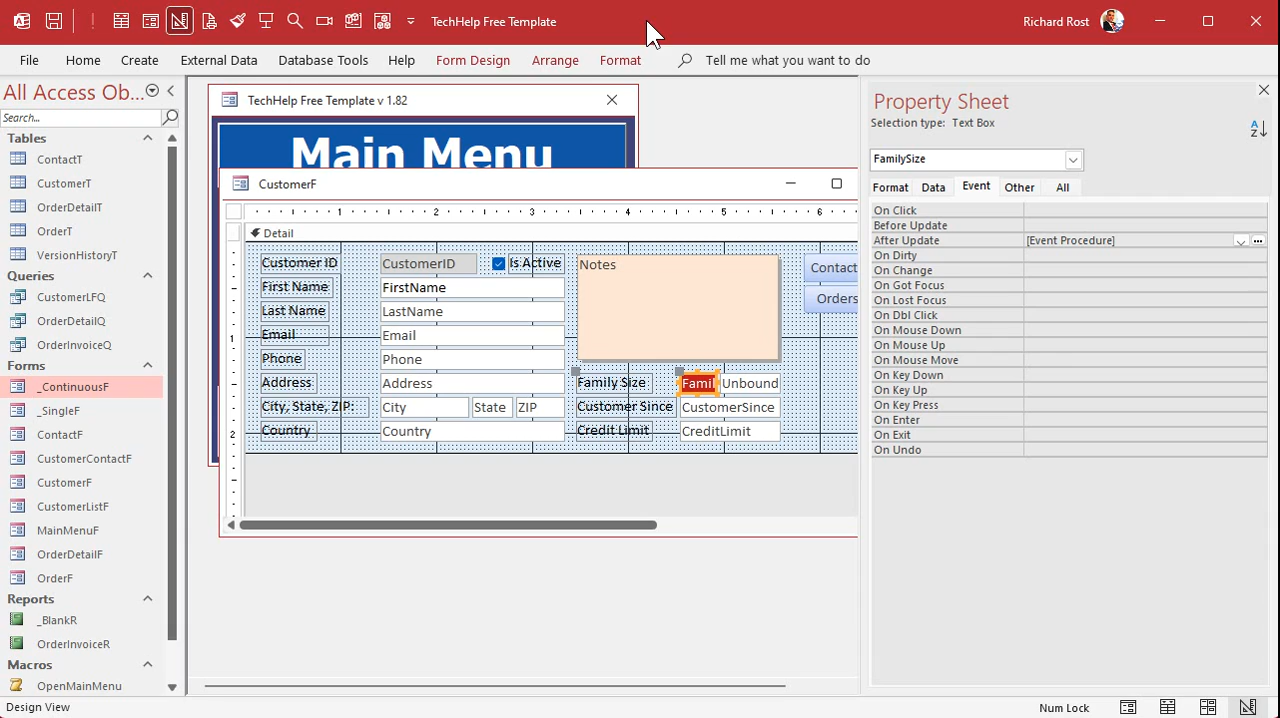 TechHelp Free Template
Richard Rost
File
Home
Create
External Data
Database Tools
Help
Form Design
Arrange
Format
Tell me what you want to do
All Access Ob...
Search...
Tables
ContactT
CustomerT
OrderDetailT
OrderT
VersionHistoryT
Queries
CustomerLFQ
OrderDetailQ
OrderInvoiceQ
Forms
_ContinuousF
_SingleF
ContactF
CustomerContactF
CustomerF
CustomerListF
MainMenuF
OrderDetailF
OrderF
Reports
_BlankR
OrderInvoiceR
Macros
OpenMainMenu
TechHelp Free Template v 1.82
Main Menu
CustomerF
1 2 3 4 5 6
Detail
Customer ID CustomerID Is Active
First Name FirstName
Last Name LastName
Email Email
Phone Phone
Address Address
City, State, ZIP: City State ZIP
Country Country
Notes
Family Size Famil Unbound
Customer Since CustomerSince
Credit Limit CreditLimit
Contact
Orders
1
2
Property Sheet
Selection type: Text Box
A
Z
FamilySize
Format Data Event Other All
On Click
Before Update
After Update [Event Procedure]
On Dirty
On Change
On Got Focus
On Lost Focus
On Dbl Click
On Mouse Down
On Mouse Up
On Mouse Move
On Key Down
On Key Up
On Key Press
On Enter
On Exit
On Undo
Design View
Num Lock